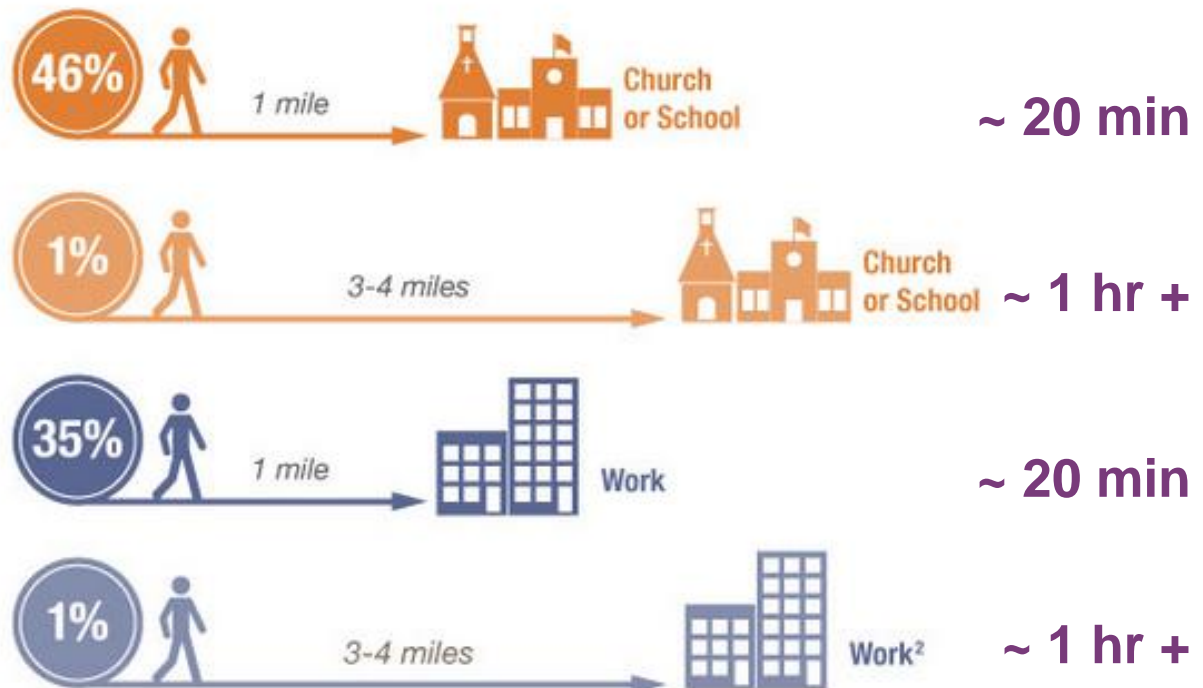 46%
1 mile
Church
or School
~ 20 min
1%
3-4 miles
Church
or School
~ 1 hr +
35%
1 mile
Work
~ 20 min
1%
3-4 miles
Work²
~ 1 hr +